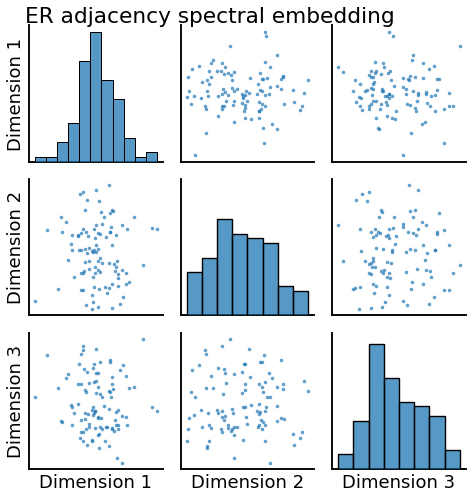 ER adjacency spectral embedding
Dimension 1
Dimension 2
Dimension 3
Dimension 1 Dimension 2 Dimension 3